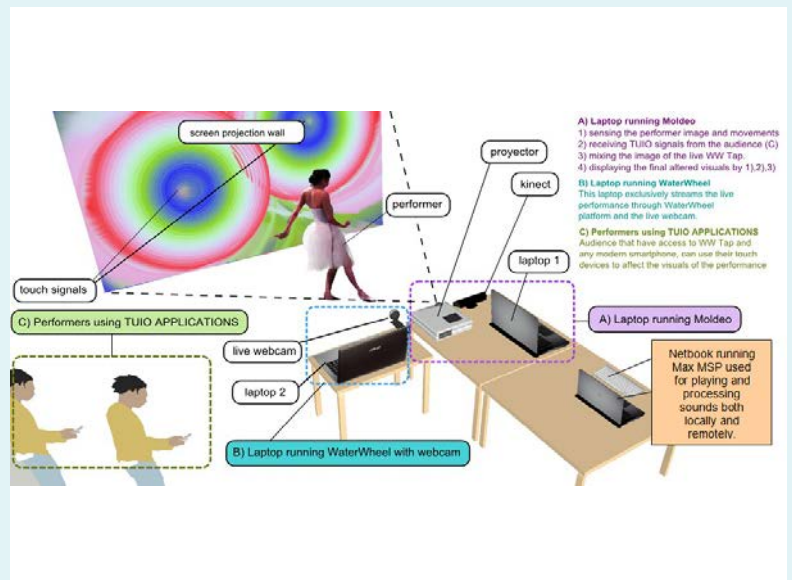 screen projection wall
proyector
kinect
performer
laptop 1
touch signals
C) Performers using TUIO APPLICATIONS
live webcam
laptop 2
B) Laptop running WaterWheel with webcam
A) Laptop running Moldeo
Netbook running
Max MSP used
for playing and
processing
sounds both
locally and
remotely.
A) Laptop running Moldeo
1) sensing the performer image and movements
2) receiving TUIO signals from the audience (C)
3) mixing the image of the live WW Tap.
4) displaying the final altered visuals by 1),2),3)
B) Laptop running WaterWheel
This laptop exclusively streams the live
performance through WaterWheel
platform and the live webcam.
C) Performers using TUIO APPLICATIONS
Audience that have access to WW Tap and
any modern smartphone, can use their touch
devices to affect the visuals of the performance